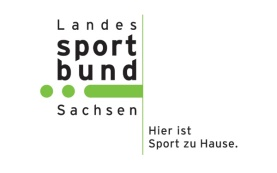 Landes
sport
bund
Sachsen
Hier ist
Sport zu Hause.